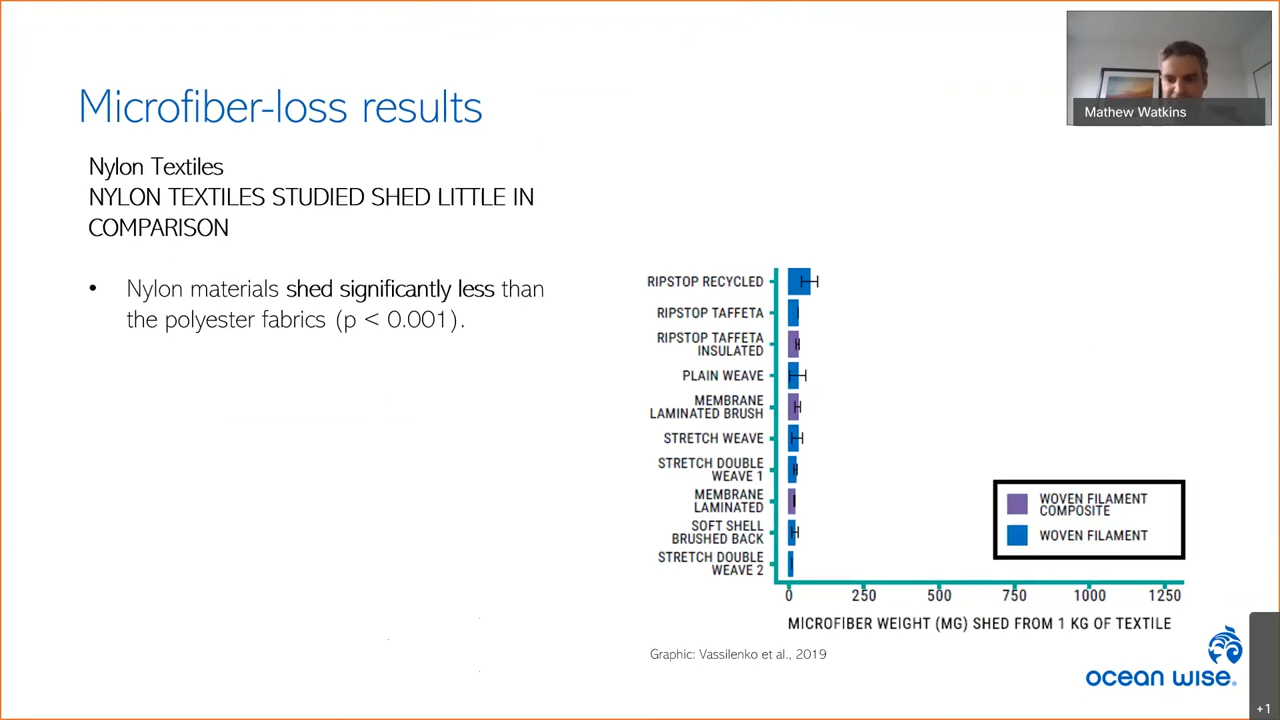 Mathew Watkins
Microfiber-loss results
Nylon Textiles
NYLON TEXTILES STUDIED SHED LITTLE IN
COMPARISON
• Nylon materials shed significantly less than
the polyester fabrics (p < 0.001).
RIPSTOP RECYCLED
RIPSTOP TAFFETA
RIPSTOP TAFFETA
INSULATED
PLAIN WEAVE
MEMBRANE
LAMINATED BRUSH
STRETCH WEAVE
STRETCH DOUBLE
WEAVE 1
MEMBRANE
LAMINATED
SOFT SHELL
BRUSHED BACK
STRETCH DOUBLE
WEAVE 2
WOVEN FILAMENT
COMPOSITE
WOVEN FILAMENT
0 250 500 750 1000 1250
MICROFIBER WEIGHT (MG) SHED FROM 1 KG OF TEXTILE
Graphic: Vassilenko et al., 2019
ocean wise.
+1